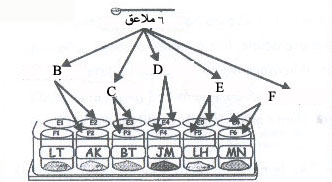 ٦ ملاعق
B D E F
C
E1 E2 E3 E4 E5 E6
F1 F2 F3 F4 F5 F6
LT AK BT JM LH MN